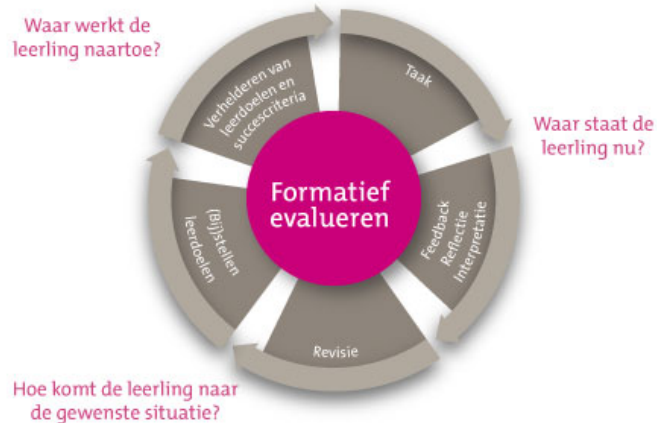 Waar werkt de
leerling naartoe?
Verhelderen van
leerdoelen en
succescriteria
Taak
Waar staat de
leerling nu?
Formatief
evalueren
(Bij)stellen
leerdoelen
Feedback
Reflectie
Interpretatie
Revisie
Hoe komt de leerling naar
de gewenste situatie?